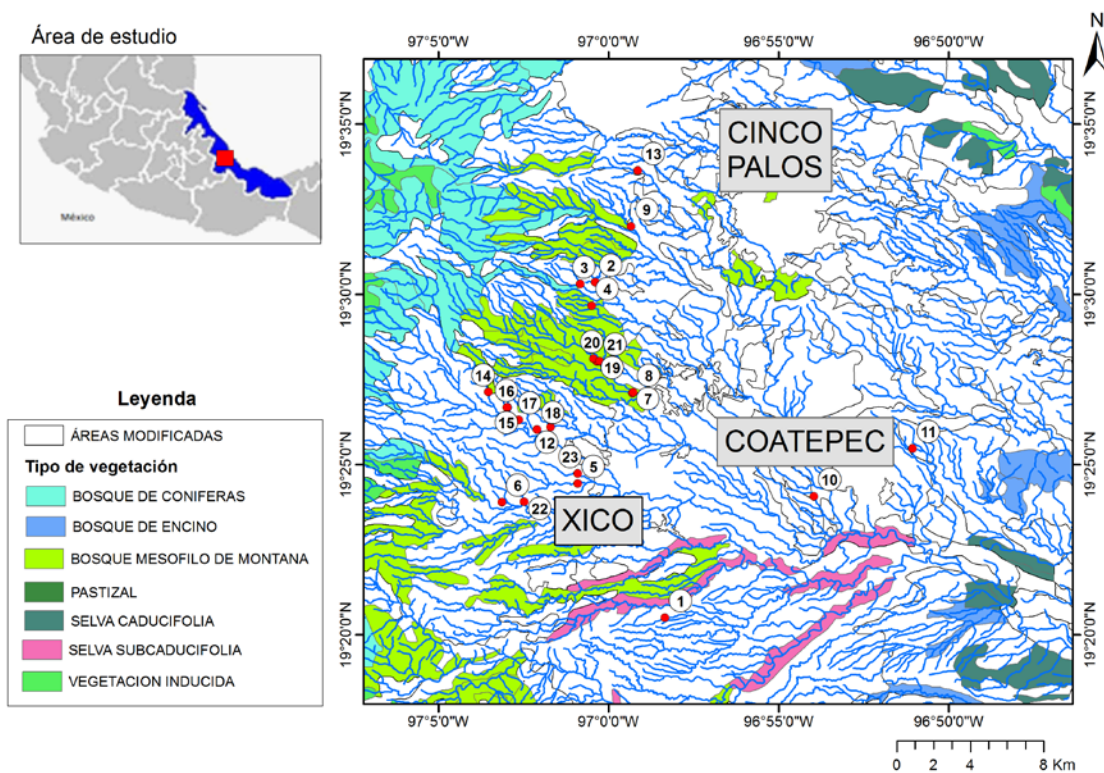 Área de estudio
México
N
97°5'0"W 97°0'0"W 96°55'0"W 96°50'0"W
19°35'0"N
19°30'0"N
19°25'0"N
19°20'0"N
19°35'0"N
19°30'0"N
19°25'0"N
19°20'0"N
CINCO
PALOS
13
9
3 2
4
20 21
19
8
7
14
16
17
15
18
12
23
5
6
22
COATEPEC
11
10
XICO
1
97°5'0"W 97°0'0"W 96°55'0"W 96°50'0"W
0 2 4 8 Km
Leyenda
ÁREAS MODIFICADAS
Tipo de vegetación
BOSQUE DE CONIFERAS
BOSQUE DE ENCINO
BOSQUE MESOFILO DE MONTANA
PASTIZAL
SELVA CADUCIFOLIA
SELVA SUBCADUCIFOLIA
VEGETACION INDUCIDA